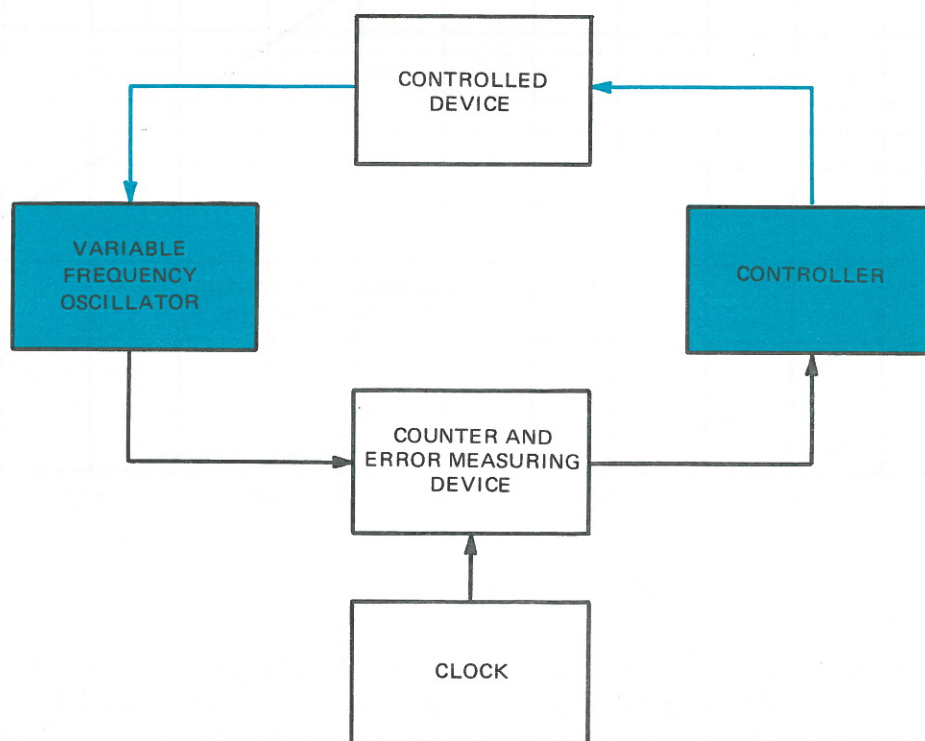 CONTROLLED
DEVICE
VARIABLE
FREQUENCY
OSCILLATOR
CONTROLLER
COUNTER AND
ERROR MEASURING
DEVICE
CLOCK